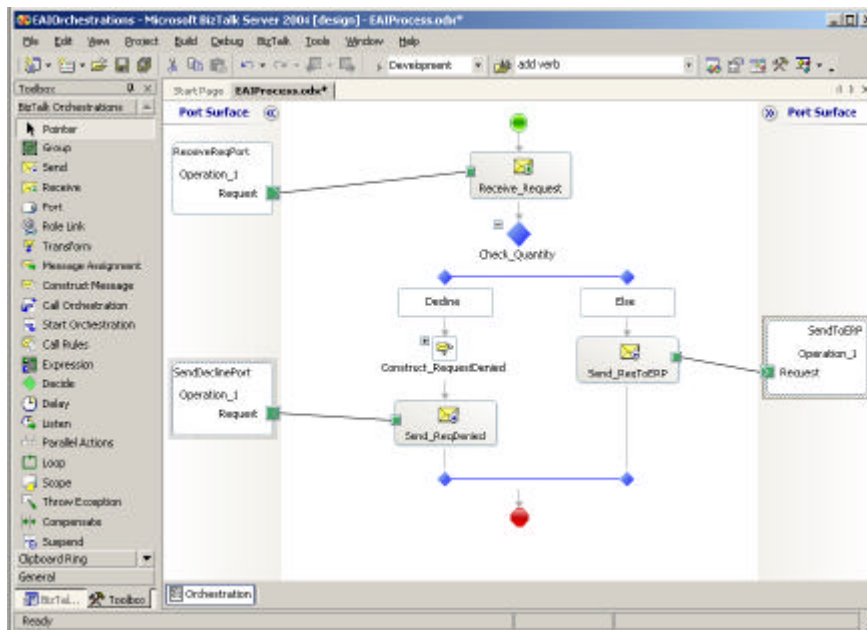 EAIOrchestrations - Microsoft BizTalk Server 2004 [design] - EAIProcess.odx*
File Edit View Project Build Debug BizTalk Tools Window Help
Development add verb
Toolbox
BizTalk Orchestrations
Pointer
Group
Send
Receive
Port
Role Link
Transform
Message Assignment
Construct Message
Call Orchestration
Start Orchestration
Call Rules
Expression
Decide
Delay
Listen
Parallel Actions
Loop
Scope
Throw Exception
Compensate
Suspend
Clipboard Ring
General
BizTal... Toolbox
Start Page EAIProcess.odx*
Port Surface
Port Surface
ReceiveReqPort
Operation_1
Request
Receive_Request
Check_Quantity
Decline
Else
Construct_RequestDenied
Send_ReqToERP
SendToERP
Operation_1
Request
SendDeclinePort
Operation_1
Request
Send_ReqDenied
Orchestration
Ready